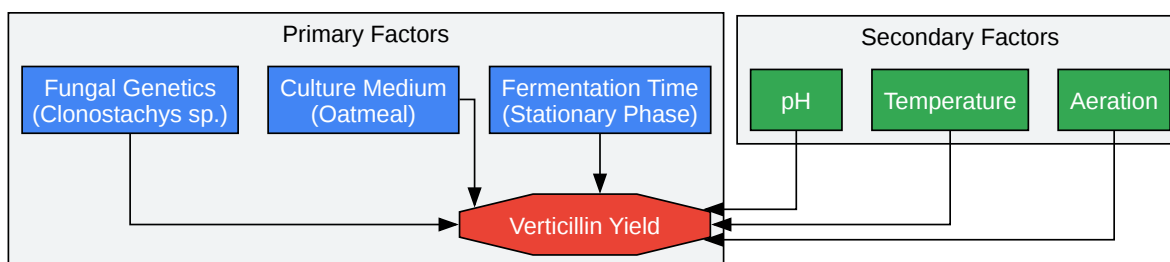 Primary Factors
Fungal Genetics
(Clonostachys sp.)
Culture Medium
(Oatmeal)
Fermentation Time
(Stationary Phase)
Verticillin Yield
Secondary Factors
pH
Temperature
Aeration